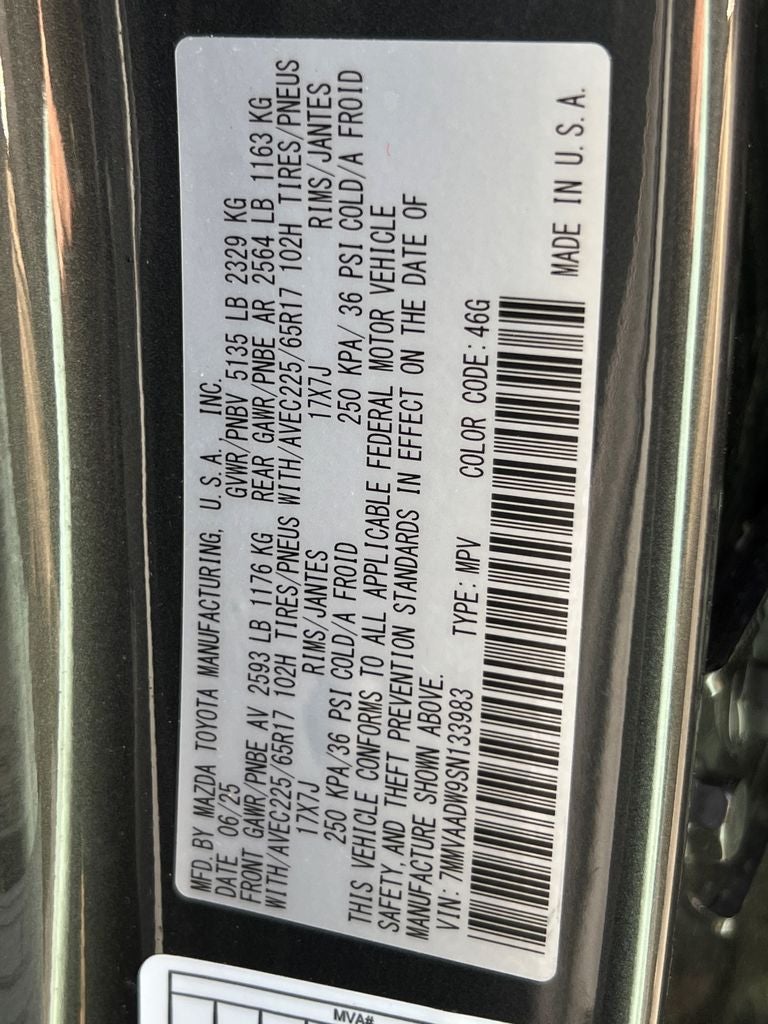 MFD. BY MAZDA TOYOTA MANUFACTURING, U.S.A., INC.
DATE 06/25 GVWR/PNBV 5135 LB 2329 KG
FRONT GAWR/PNBE AV 2593 LB 1176 KG REAR GAWR/PNBE AR 2564 LB 1163 KG
WITH/AVEC225/65R17 102H TIRES/PNEUS WITH/AVEC225/65R17 102H TIRES/PNEUS
17X7J RIMS/JANTES 17X7J RIMS/JANTES
250 KPA/36 PSI COLD/A FROID 250 KPA/ 36 PSI COLD/A FROID
THIS VEHICLE CONFORMS TO ALL APPLICABLE FEDERAL MOTOR VEHICLE
SAFETY, AND THEFT PREVENTION STANDARDS IN EFFECT ON THE DATE OF
MANUFACTURE SHOWN ABOVE.
VIN: 7MMVAADW9SN133983 TYPE: MPV COLOR CODE: 46G
MADE IN U.S.A.
MVA#